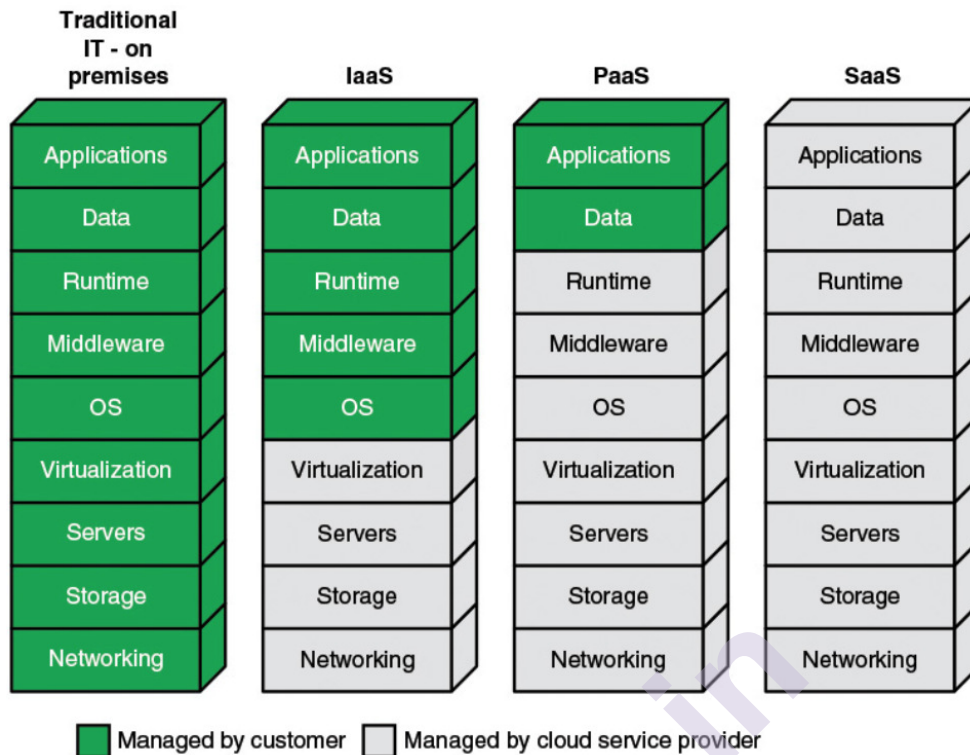 Traditional
IT - on
premises
IaaS
PaaS
SaaS
Applications
Data
Runtime
Middleware
OS
Virtualization
Servers
Storage
Networking
Applications
Data
Runtime
Middleware
OS
Virtualization
Servers
Storage
Networking
Applications
Data
Runtime
Middleware
OS
Virtualization
Servers
Storage
Networking
Applications
Data
Runtime
Middleware
OS
Virtualization
Servers
Storage
Networking
in
Managed by customer
Managed by cloud service provider